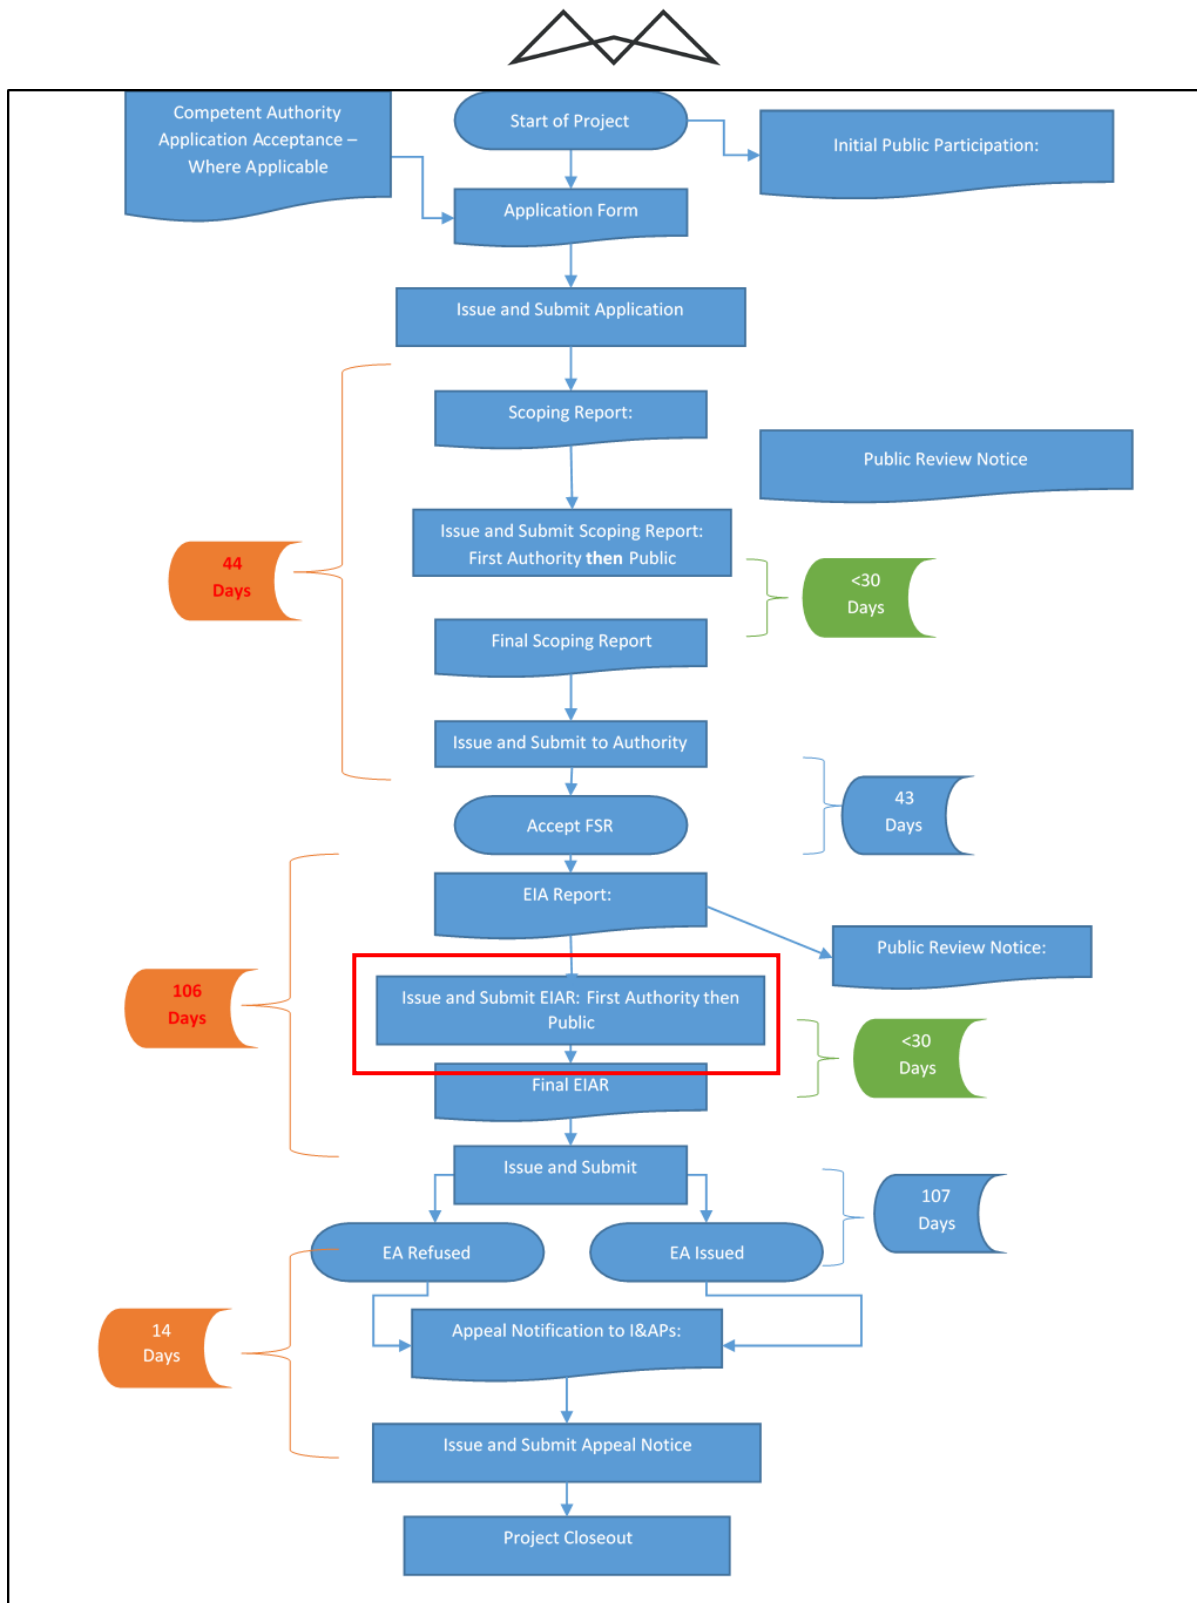 Competent Authority
Application Acceptance –
Where Applicable
Start of Project
Initial Public Participation:
Application Form
Issue and Submit Application
Scoping Report:
Public Review Notice
Issue and Submit Scoping Report:
First Authority then Public
44
Days
<30
Days
Final Scoping Report
Issue and Submit to Authority
43
Days
Accept FSR
EIA Report:
Public Review Notice:
106
Days
Issue and Submit EIAR: First Authority then
Public
<30
Days
Final EIAR
Issue and Submit
107
Days
EA Refused
EA Issued
14
Days
Appeal Notification to I&APs:
Issue and Submit Appeal Notice
Project Closeout